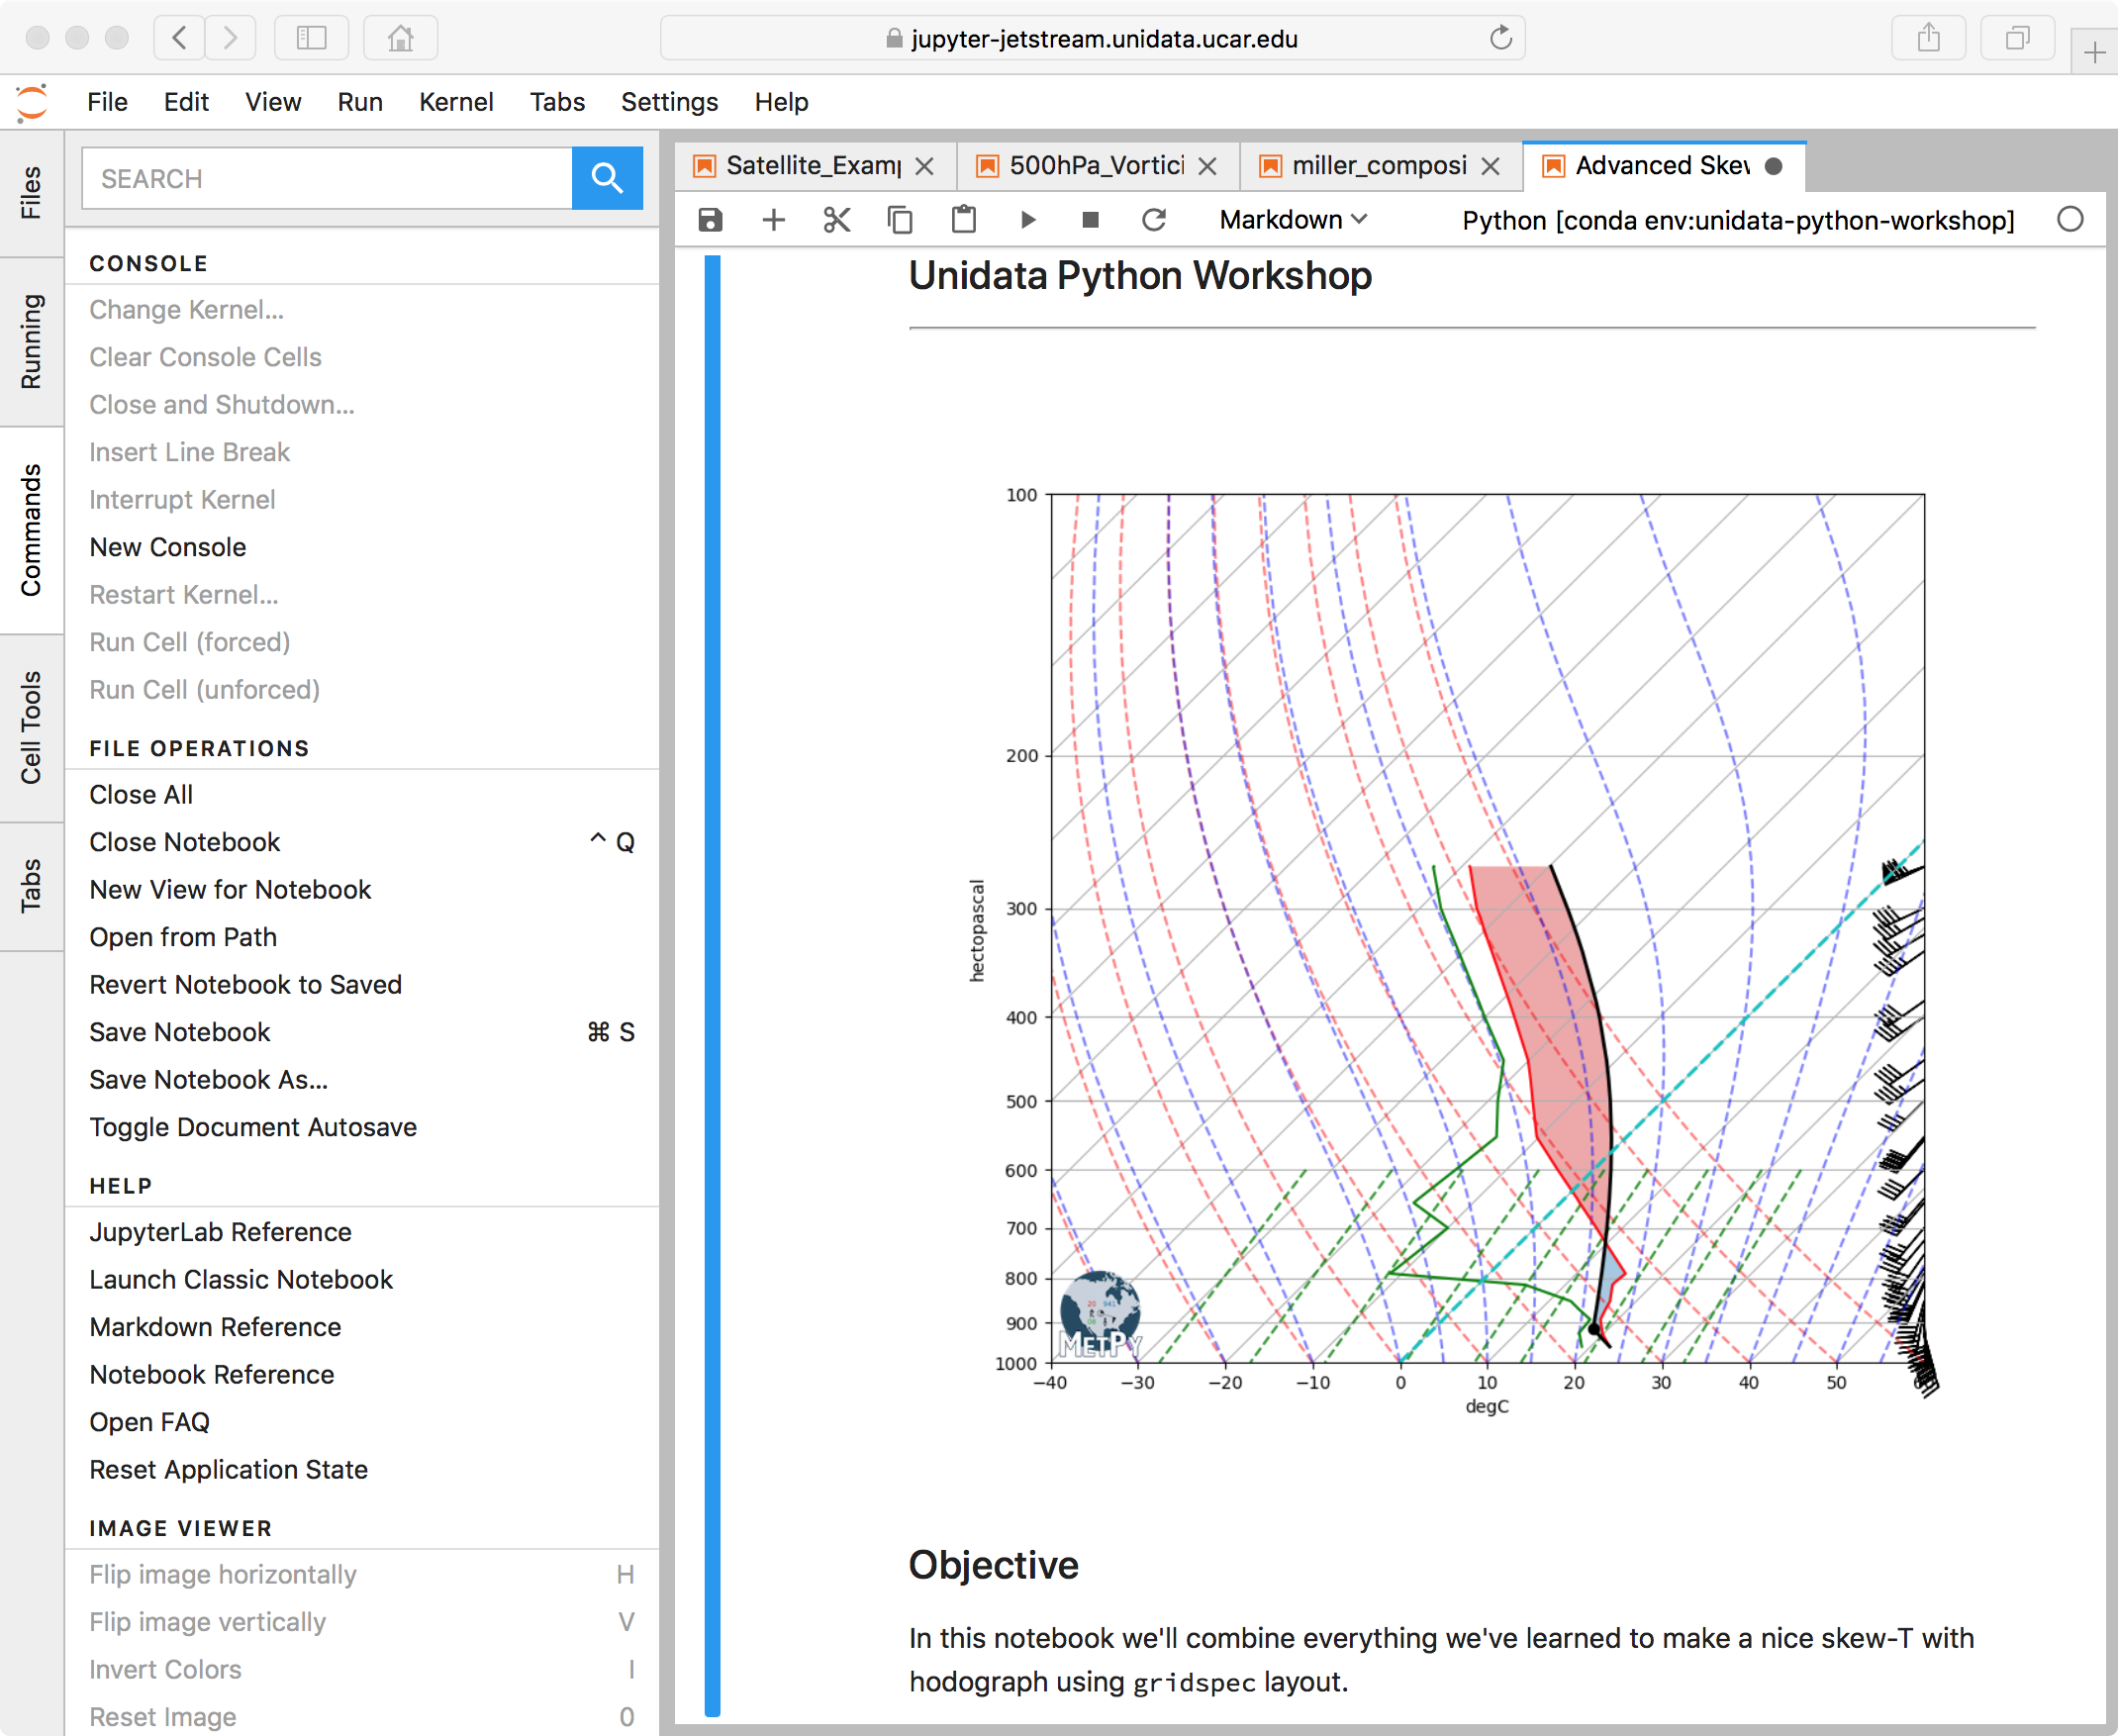 jupyter-jetstream.unidata.ucar.edu
File Edit View Run Kernel Tabs Settings Help
Files
Running
Commands
Cell Tools
Tabs
SEARCH
CONSOLE
Change Kernel...
Clear Console Cells
Close and Shutdown...
Insert Line Break
Interrupt Kernel
New Console
Restart Kernel...
Run Cell (forced)
Run Cell (unforced)
FILE OPERATIONS
Close All
Close Notebook ^ Q
New View for Notebook
Open from Path
Revert Notebook to Saved
Save Notebook ⌘ S
Save Notebook As...
Toggle Document Autosave
HELP
JupyterLab Reference
Launch Classic Notebook
Markdown Reference
Notebook Reference
Open FAQ
Reset Application State
IMAGE VIEWER
Flip image horizontally H
Flip image vertically V
Invert Colors I
Reset Image 0
Satellite_Examp 500hPa_Vortici miller_composi Advanced Skew
Markdown Python [conda env:unidata-python-workshop]
Unidata Python Workshop
100
200
300
hectopascal
400
500
600
700
800
900
1000
METPY
−40 −30 −20 −10 0 10 20 30 40 50
degC
Objective
In this notebook we'll combine everything we've learned to make a nice skew-T with
hodograph using gridspec layout.